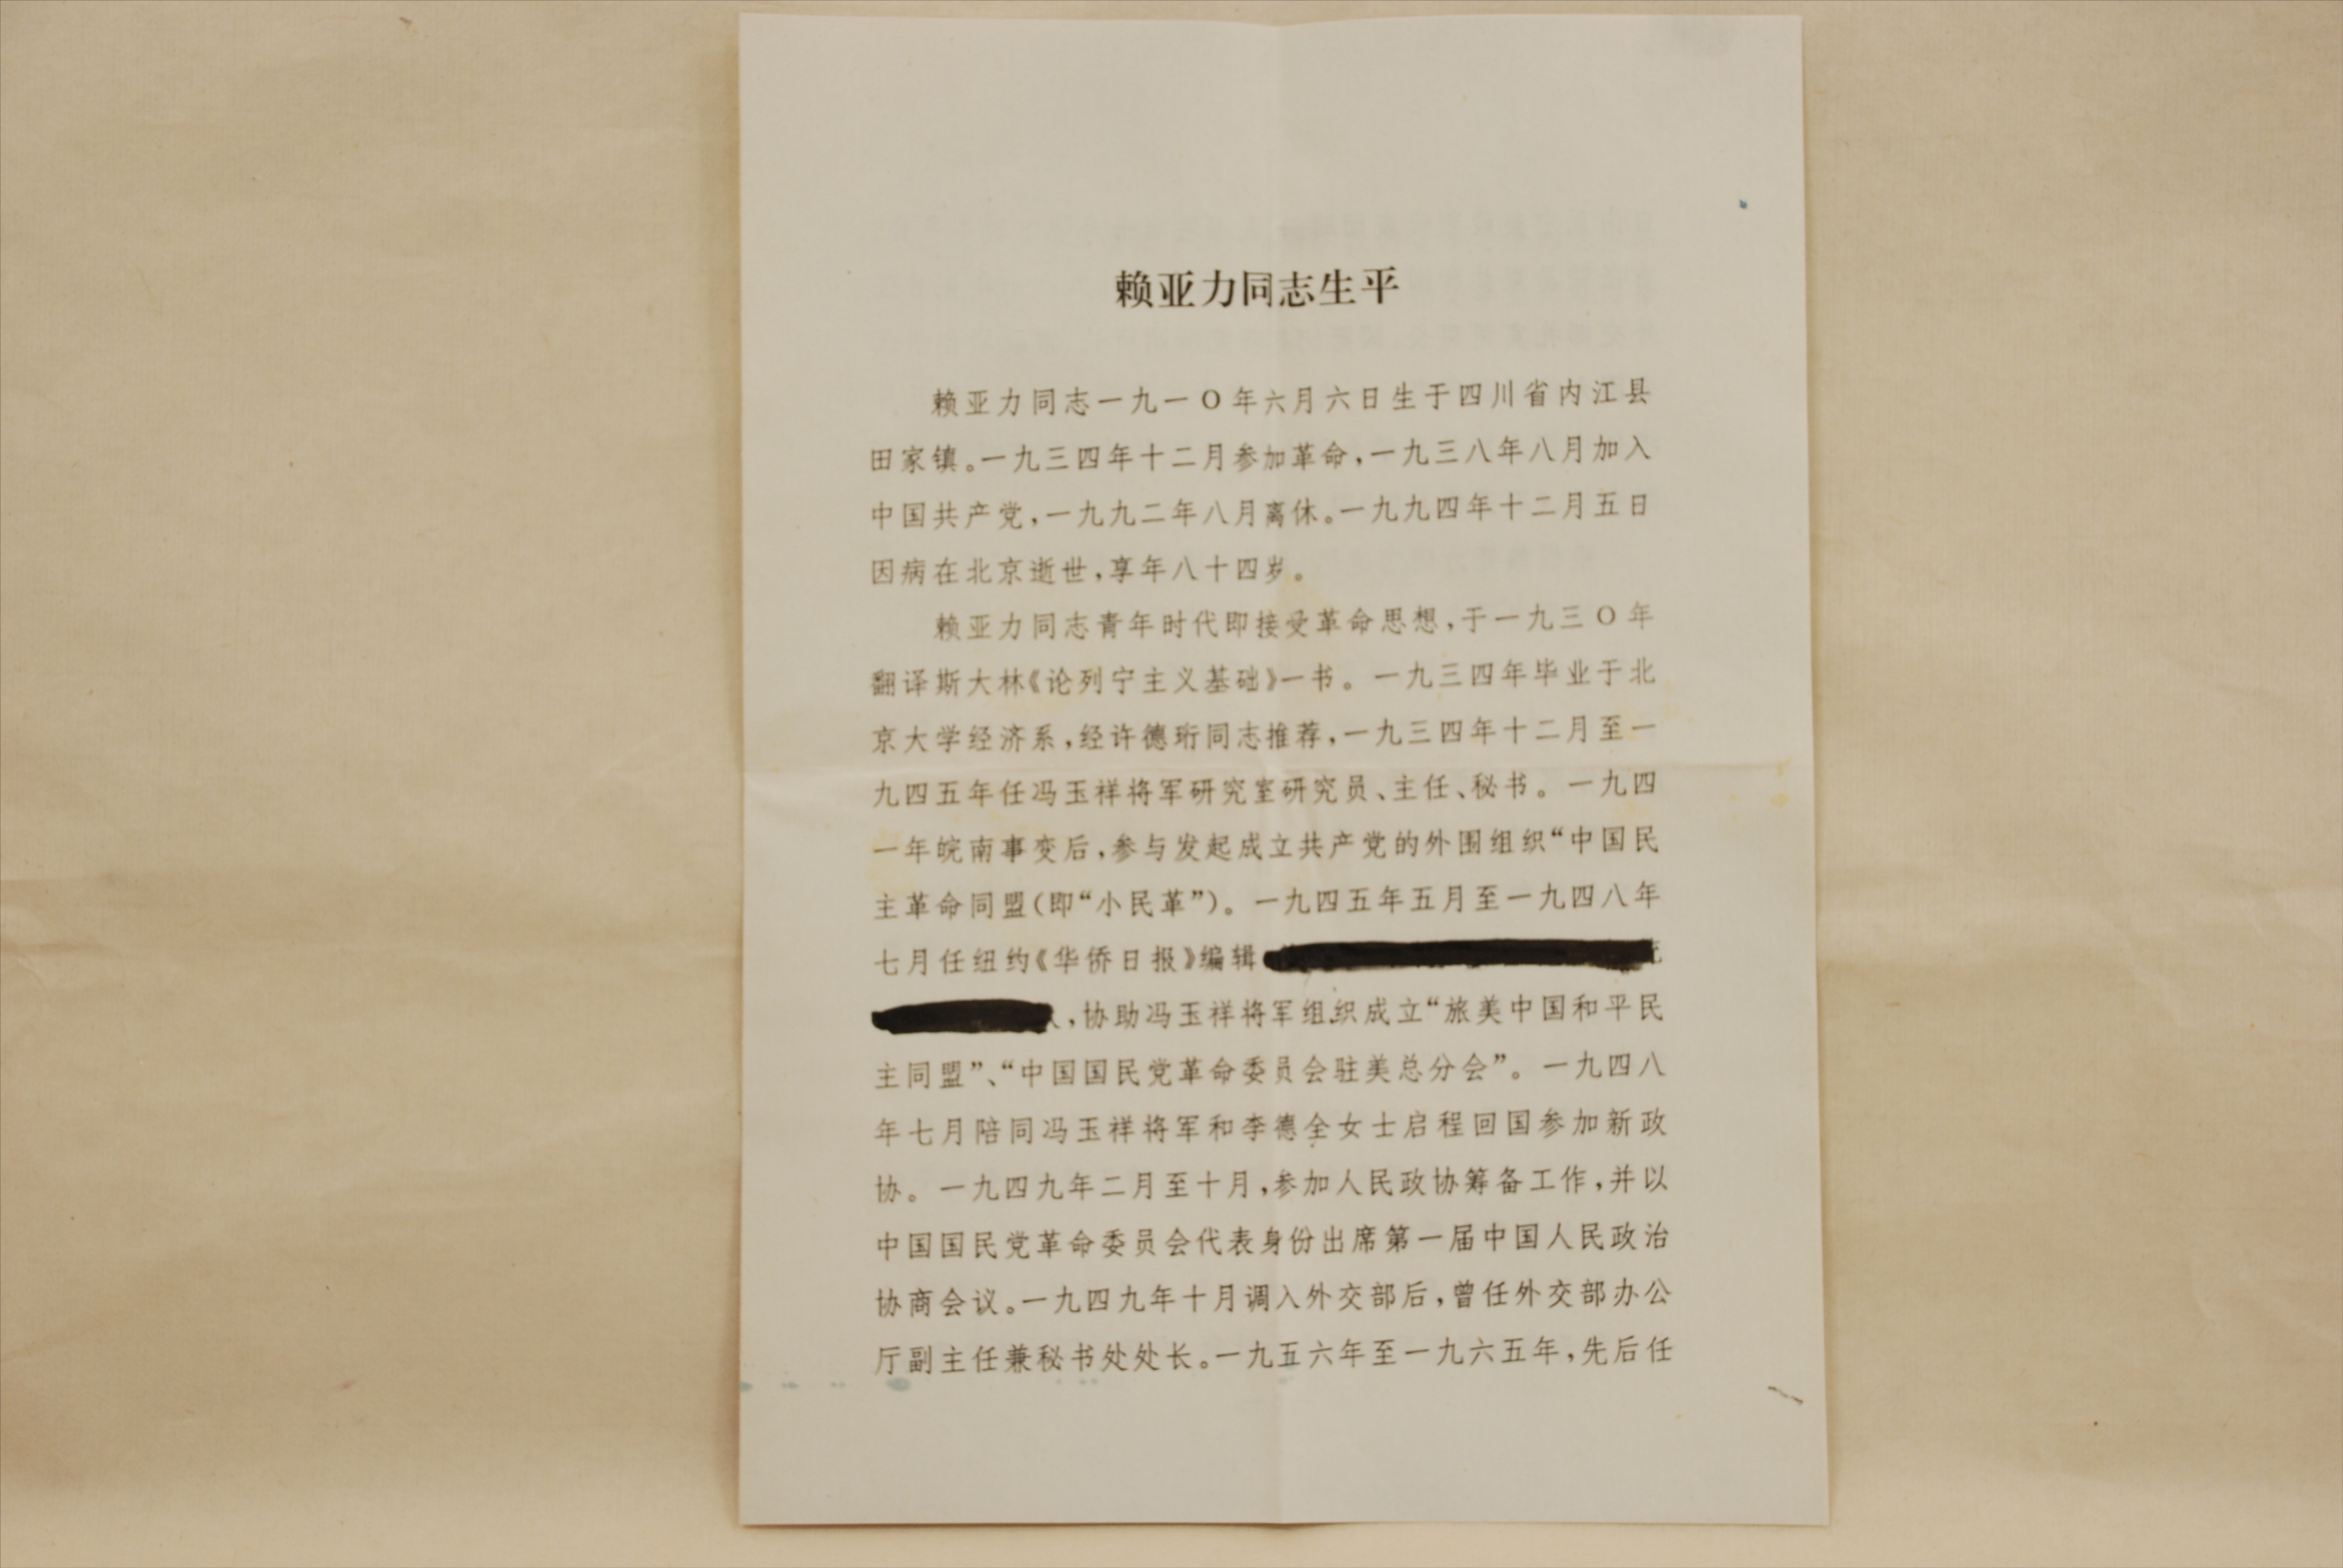 赖亚力同志生平
赖亚力同志一九一〇年六月六日生于四川省内江县
田家镇。一九三四年十二月参加革命，一九三八年八月加入
中国共产党，一九九二年八月离休。一九九四年十二月五日
因病在北京逝世，享年八十四岁。
赖亚力同志青年时代即接受革命思想，于一九三〇年
翻译斯大林《论列宁主义基础》一书。一九三四年毕业于北
京大学经济系，经许德珩同志推荐，一九三四年十二月至一
九四五年任冯玉祥将军研究室研究员、主任、秘书。一九四
一年皖南事变后，参与发起成立共产党的外围组织“中国民
主革命同盟（即“小民革”）。一九四五年五月至一九四八年
七月任纽约《华侨日报》编辑
，协助冯玉祥将军组织成立“旅美中国和平民
主同盟”、“中国国民党革命委员会驻美总分会”。一九四八
年七月陪同冯玉祥将军和李德全女士启程回国参加新政
协。一九四九年二月至十月，参加人民政协筹备工作，并以
中国国民党革命委员会代表身份出席第一届中国人民政治
协商会议。一九四九年十月调入外交部后，曾任外交部办公
厅副主任兼秘书处处长。一九五六年至一九六五年，先后任